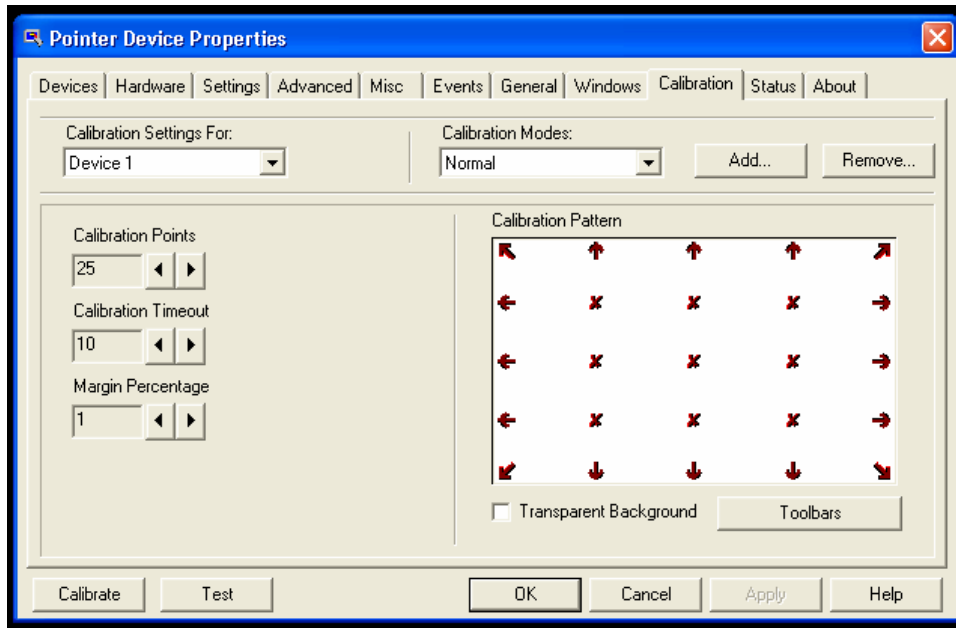 Pointer Device Properties
Devices Hardware Settings Advanced Misc Events General Windows Calibration Status About
Calibration Settings For: Calibration Modes:
Device 1 Normal Add... Remove...
Calibration Pattern
Calibration Points
25
Calibration Timeout
10
Margin Percentage
1
Transparent Background Toolbars
Calibrate Test OK Cancel Apply Help